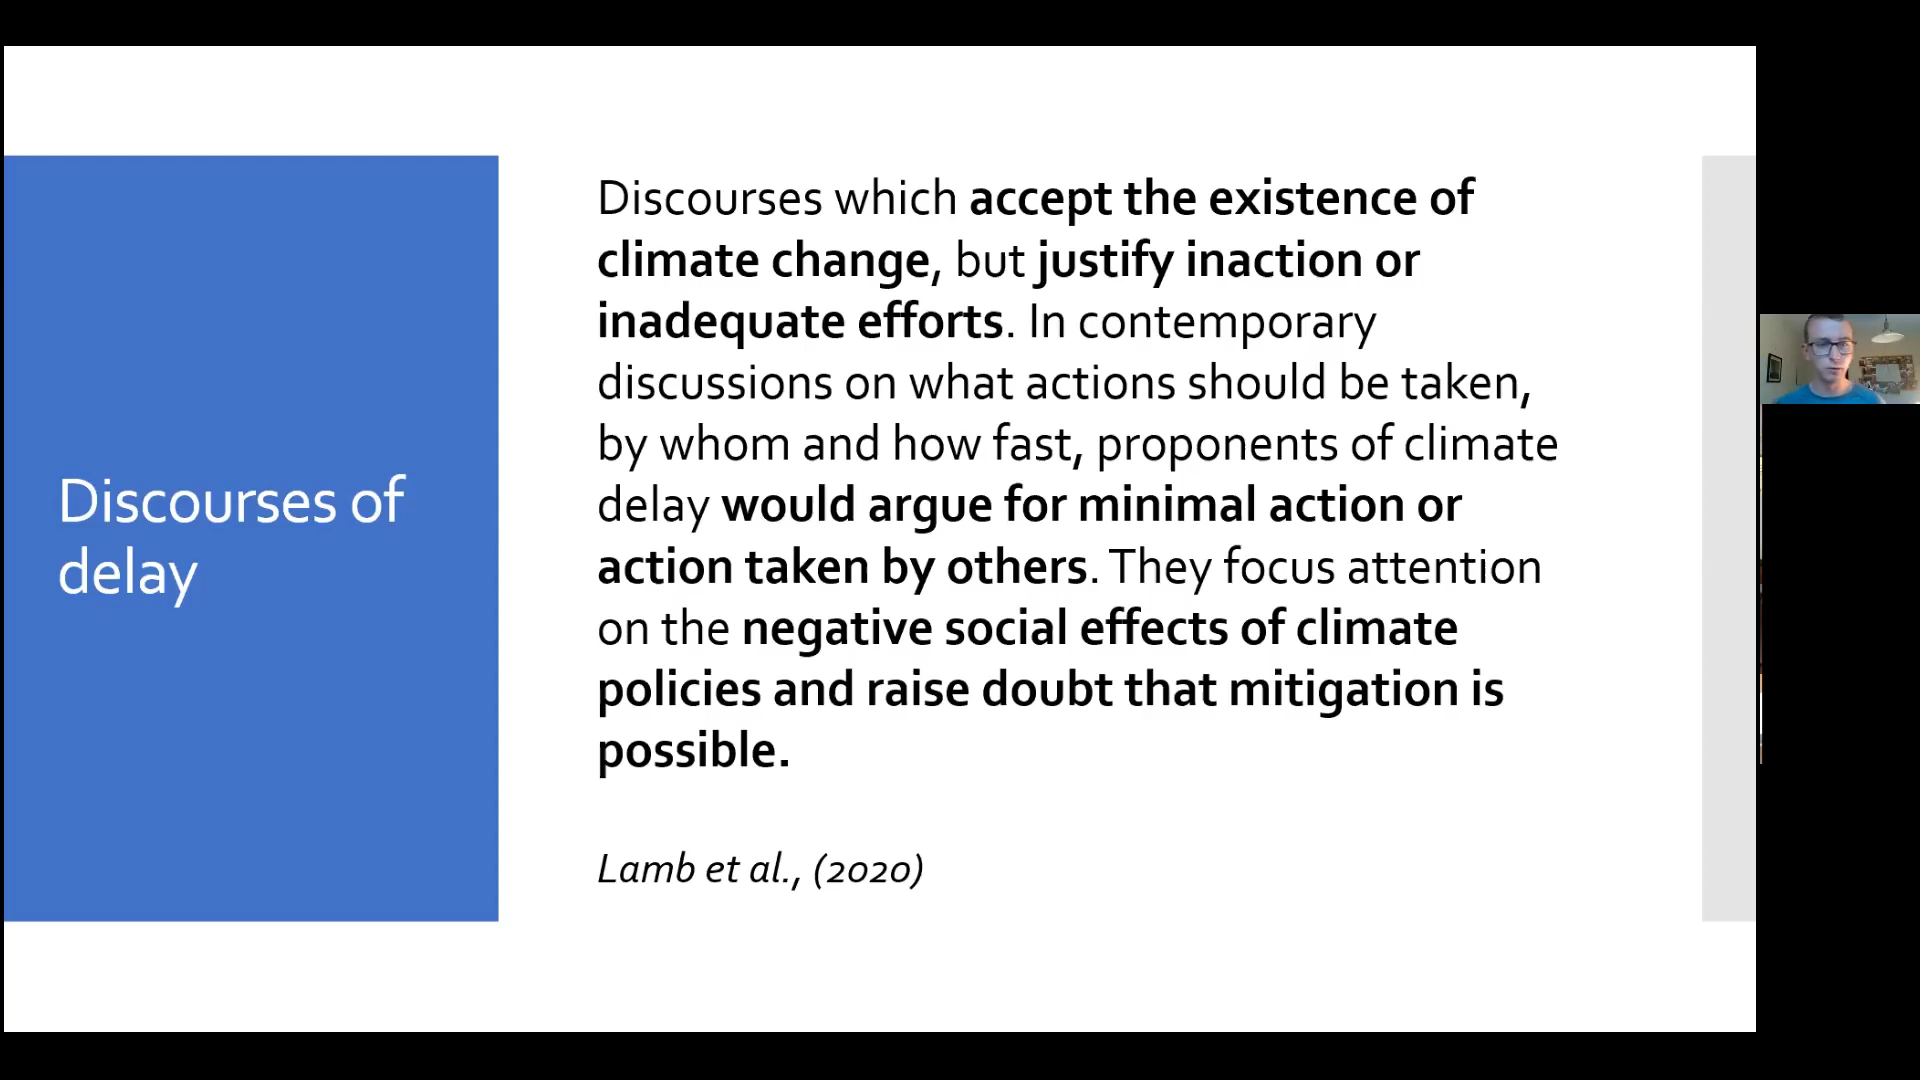 Discourses of
delay
Discourses which accept the existence of
climate change, but justify inaction or
inadequate efforts. In contemporary
discussions on what actions should be taken,
by whom and how fast, proponents of climate
delay would argue for minimal action or
action taken by others. They focus attention
on the negative social effects of climate
policies and raise doubt that mitigation is
possible.
Lamb et al., (2020)